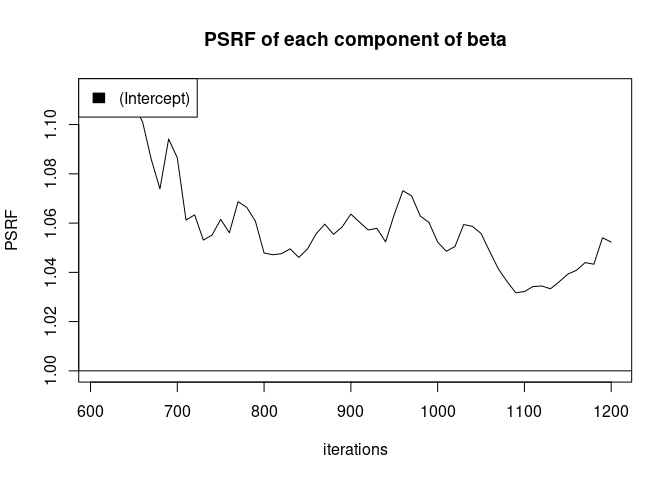 PSRF of each component of beta
(Intercept)
PSRF
1.10
1.08
1.06
1.04
1.02
1.00
600 700 800 900 1000 1100 1200
iterations